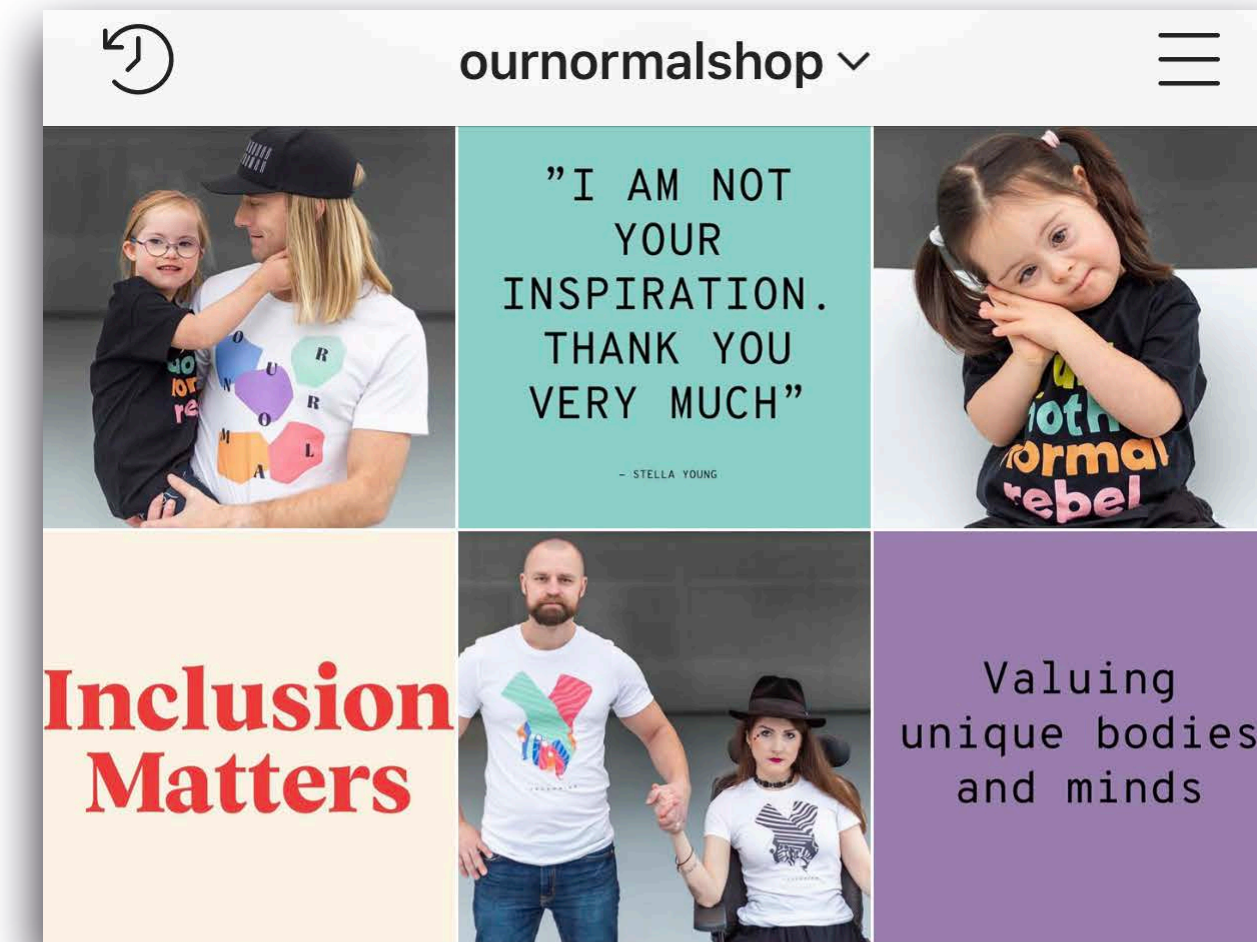 ournormalshop
O
U
R
N
O
R
M
A
L
"I AM NOT
YOUR
INSPIRATION.
THANK YOU
VERY MUCH”
– STELLA YOUNG
normal
rebel
Inclusion
Matters
Valuing
unique bodies
and minds